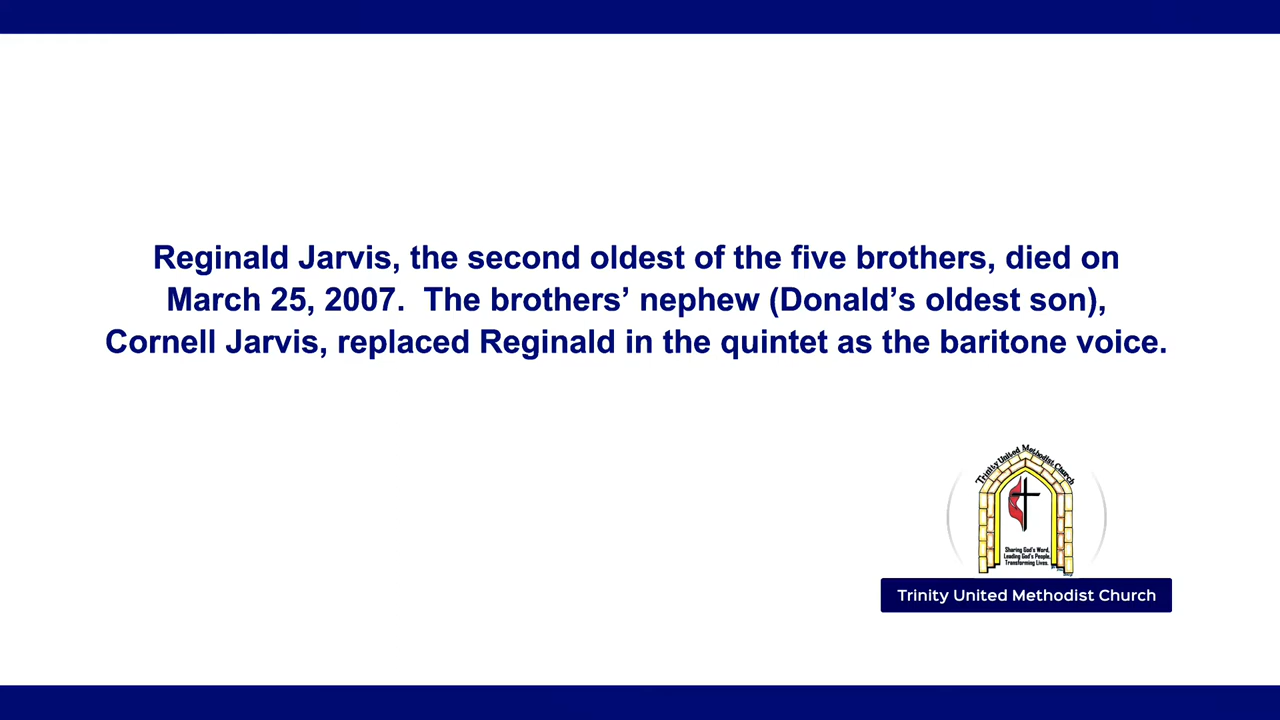 Reginald Jarvis, the second oldest of the five brothers, died on
March 25, 2007.  The brothers’ nephew (Donald’s oldest son),
Cornell Jarvis, replaced Reginald in the quintet as the baritone voice.
Trinity United Methodist Church
Sharing God's Word,
Leading God's People,
Transforming Lives.
Trinity United Methodist Church